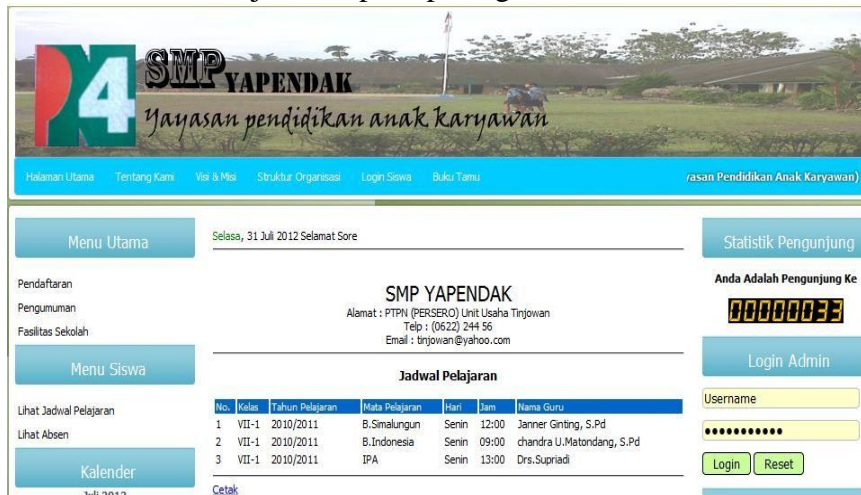 P4
SMP YAPENDAK
Yayasan pendidikan anak karyawan
Halaman Utama Tentang Kami Visi & Misi Struktur Organisasi Login Siswa Buku Tamu
yasan Pendidikan Anak Karyawan)
Menu Utama
Pendaftaran
Pengumuman
Fasilitas Sekolah
Menu Siswa
Lihat Jadwal Pelajaran
Lihat Absen
Kalender
Juli 2012
Selasa, 31 Juli 2012 Selamat Sore
SMP YAPENDAK
Alamat : PTPN (PERSERO) Unit Usaha Tinjowan
Telp : (0622) 244 56
Email : tinjowan@yahoo.com
Jadwal Pelajaran
No. Kelas Tahun Pelajaran Mata Pelajaran Hari Jam Nama Guru
1 VII-1 2010/2011 B.Simalungun Senin 12:00 Janner Ginting, S.Pd
2 VII-1 2010/2011 B.Indonesia Senin 09:00 chandra U.Matondang, S.Pd
3 VII-1 2010/2011 IPA Senin 13:00 Drs.Supriadi
Cetak
Statistik Pengunjung
Anda Adalah Pengunjung Ke
00000033
Login Admin
Username
Login Reset